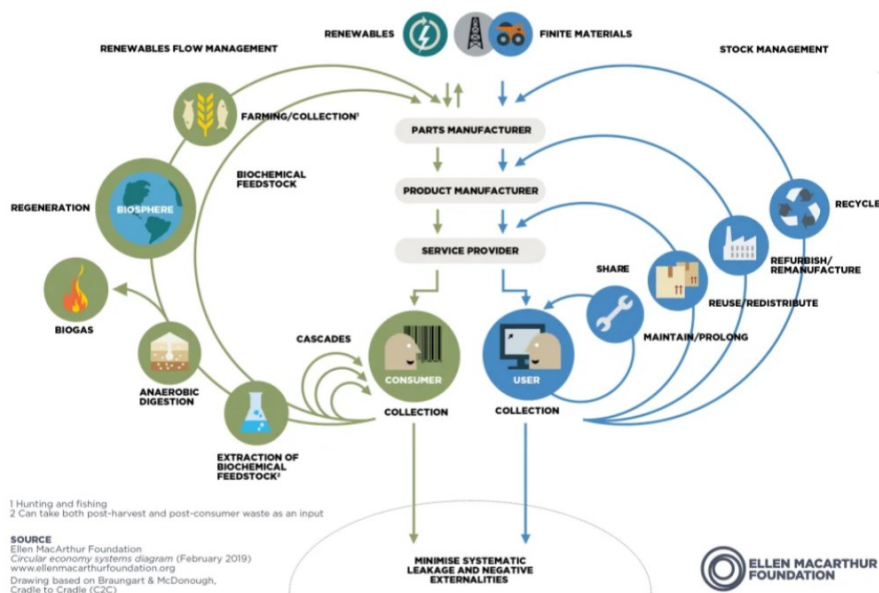 RENEWABLES
FINITE MATERIALS
RENEWABLES FLOW MANAGEMENT
STOCK MANAGEMENT
FARMING/COLLECTION¹
PARTS MANUFACTURER
BIOCHEMICAL
FEEDSTOCK
PRODUCT MANUFACTURER
REGENERATION
BIOSPHERE
RECYCLE
SERVICE PROVIDER
REFURBISH/
REMANUFACTURE
SHARE
REUSE/REDISTRIBUTE
BIOGAS
MAINTAIN/PROLONG
CASCADES
CONSUMER
USER
ANAEROBIC
DIGESTION
COLLECTION
COLLECTION
EXTRACTION OF
BIOCHEMICAL
FEEDSTOCK²
1 Hunting and fishing
2 Can take both post-harvest and post-consumer waste as an input
SOURCE
Ellen MacArthur Foundation
Circular economy systems diagram (February 2019)
www.ellenmacarthurfoundation.org
Drawing based on Braungart & McDonough,
Cradle to Cradle (C2C)
MINIMISE SYSTEMATIC
LEAKAGE AND NEGATIVE
EXTERNALITIES
ELLEN MACARTHUR
FOUNDATION